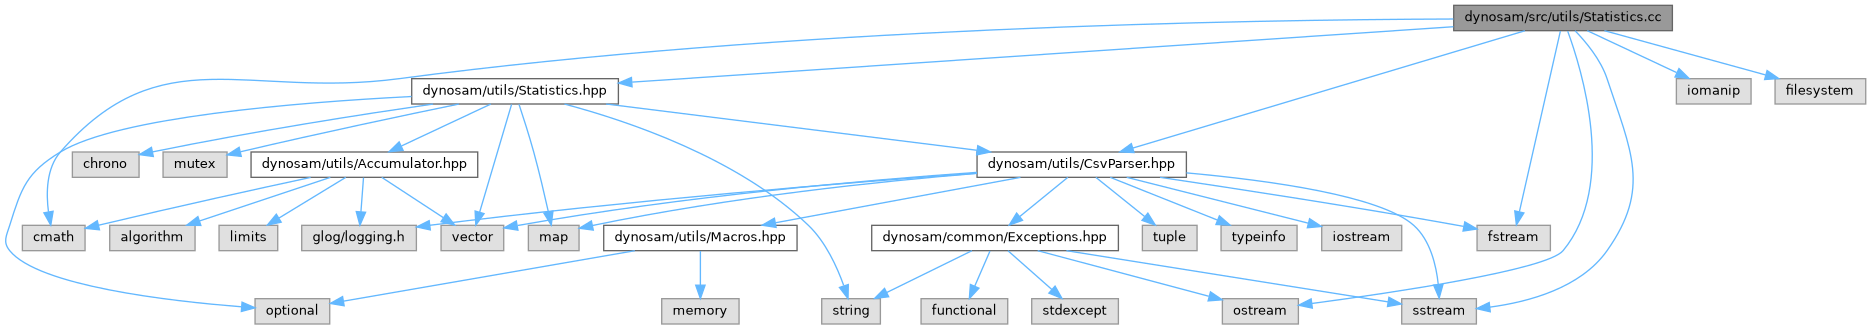 dynosam/src/utils/Statistics.cc
dynosam/utils/Statistics.hpp
iomanip
filesystem
chrono
mutex
dynosam/utils/Accumulator.hpp
dynosam/utils/CsvParser.hpp
cmath
algorithm
limits
glog/logging.h
vector
map
dynosam/utils/Macros.hpp
dynosam/common/Exceptions.hpp
tuple
typeinfo
iostream
fstream
optional
memory
string
functional
stdexcept
ostream
sstream